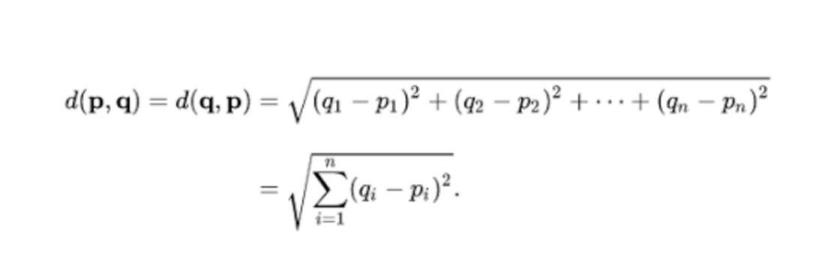 d(𝐩, 𝐪) = d(𝐪, 𝐩) = √((q₁ − p₁)² + (q₂ − p₂)² + ⋯ + (qₙ − pₙ)²)
= √(∑ᵢ₌₁ⁿ (qᵢ − pᵢ)²).